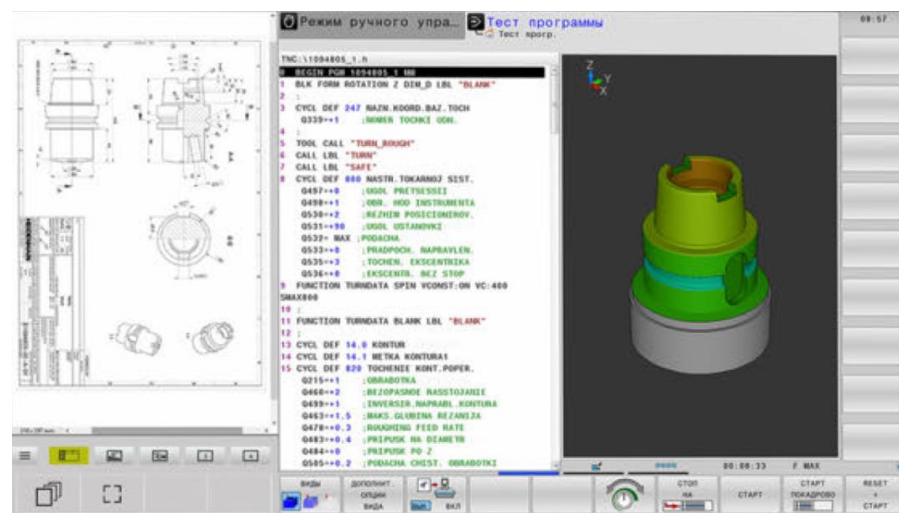 Режим ручного упра…
Тест программы
Тест прогр.
08:57
TNC:\1094805_1.h
0 BEGIN PGM 1094805_1 MM
1 BLK FORM ROTATION Z DIM_D LBL "BLANK"
2 ;
3 CYCL DEF 247 NAZN.KOORD.BAZ.TOCH
Q339=+1 ;NOMER TOCHKI ODN.
4 ;
5 TOOL CALL "TURN_ROUGH"
6 CALL LBL "TURN"
7 CALL LBL "SAFE"
8 CYCL DEF 800 NASTR.TOKARNOJ SIST.
Q497=+0 ;UGOL PRETSESSII
Q498=+1 ;OBR. HOD INSTRUMENTA
Q530=+2 ;REZHIM POSICIONIROV.
Q531=+90 ;UGOL USTANOVKI
Q532= MAX ;PODACHA
Q533=+0 ;PRADPOCH. NAPRAVLEN.
Q535=+3 ;TOCHEN. EKSCENTRIKA
Q536=+0 ;EKSCENTR. BEZ STOP
9 FUNCTION TURNDATA SPIN VCONST:ON VC:400
SMAX800
10 ;
11 FUNCTION TURNDATA BLANK LBL "BLANK"
12 ;
13 CYCL DEF 14.0 KONTUR
14 CYCL DEF 14.1 METKA KONTURA1
15 CYCL DEF 820 TOCHENIE KONT.POPER.
Q215=+1 ;OBRABOTKA
Q460=+2 ;BEZOPASNOE RASSTOJANIE
Q499=+1 ;INVERSIR.NAPRABL.KONTURA
Q463=+1.5 ;MAKS.GLUBINA REZANIJA
Q478=+0.3 ;ROUGHING FEED RATE
Q483=+0.4 ;PRIPUSK NA DIAMETR
Q484=+0 ;PRIPUSK PO Z
Q505=+0.2 ;PODACHA CHIST. OBRABOTKI
Z
Y
X
00:00:33 F MAX
ВИДЫ
ДОПОЛНИТ.
ОПЦИИ
ВИДА
ВЫКЛ ВКЛ
СТОП
НА
СТАРТ
СТАРТ
ПОКАДРОВО
RESET
+
СТАРТ